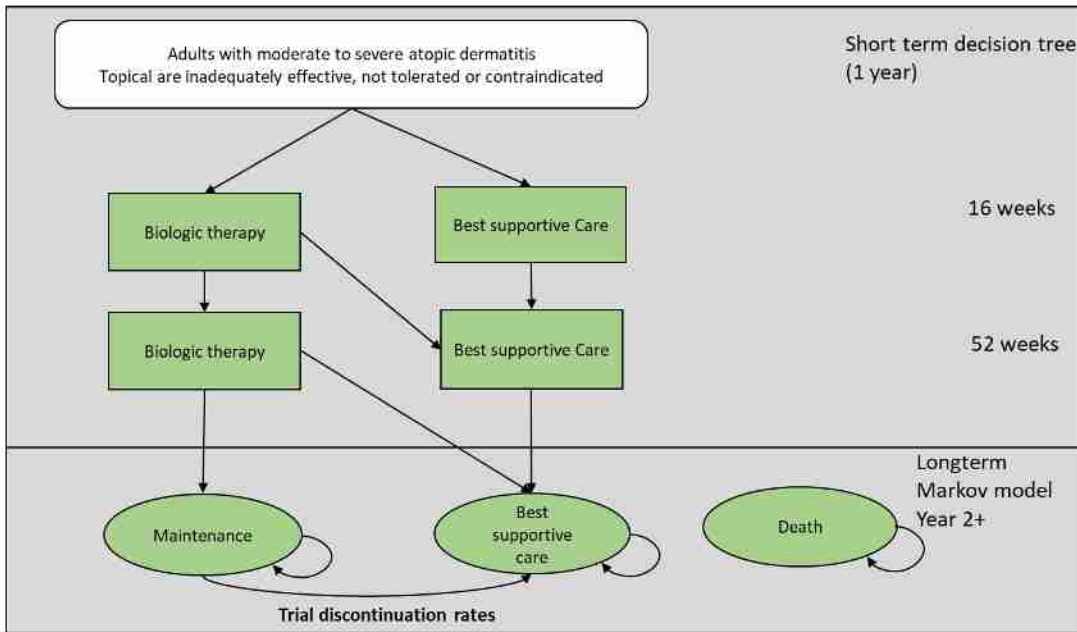 Adults with moderate to severe atopic dermatitis
Topical are inadequately effective, not tolerated or contraindicated
Short term decision tree
(1 year)
Biologic therapy
Best supportive Care
16 weeks
Biologic therapy
Best supportive Care
52 weeks
Longterm
Markov model
Year 2+
Maintenance
Best
supportive
care
Death
Trial discontinuation rates